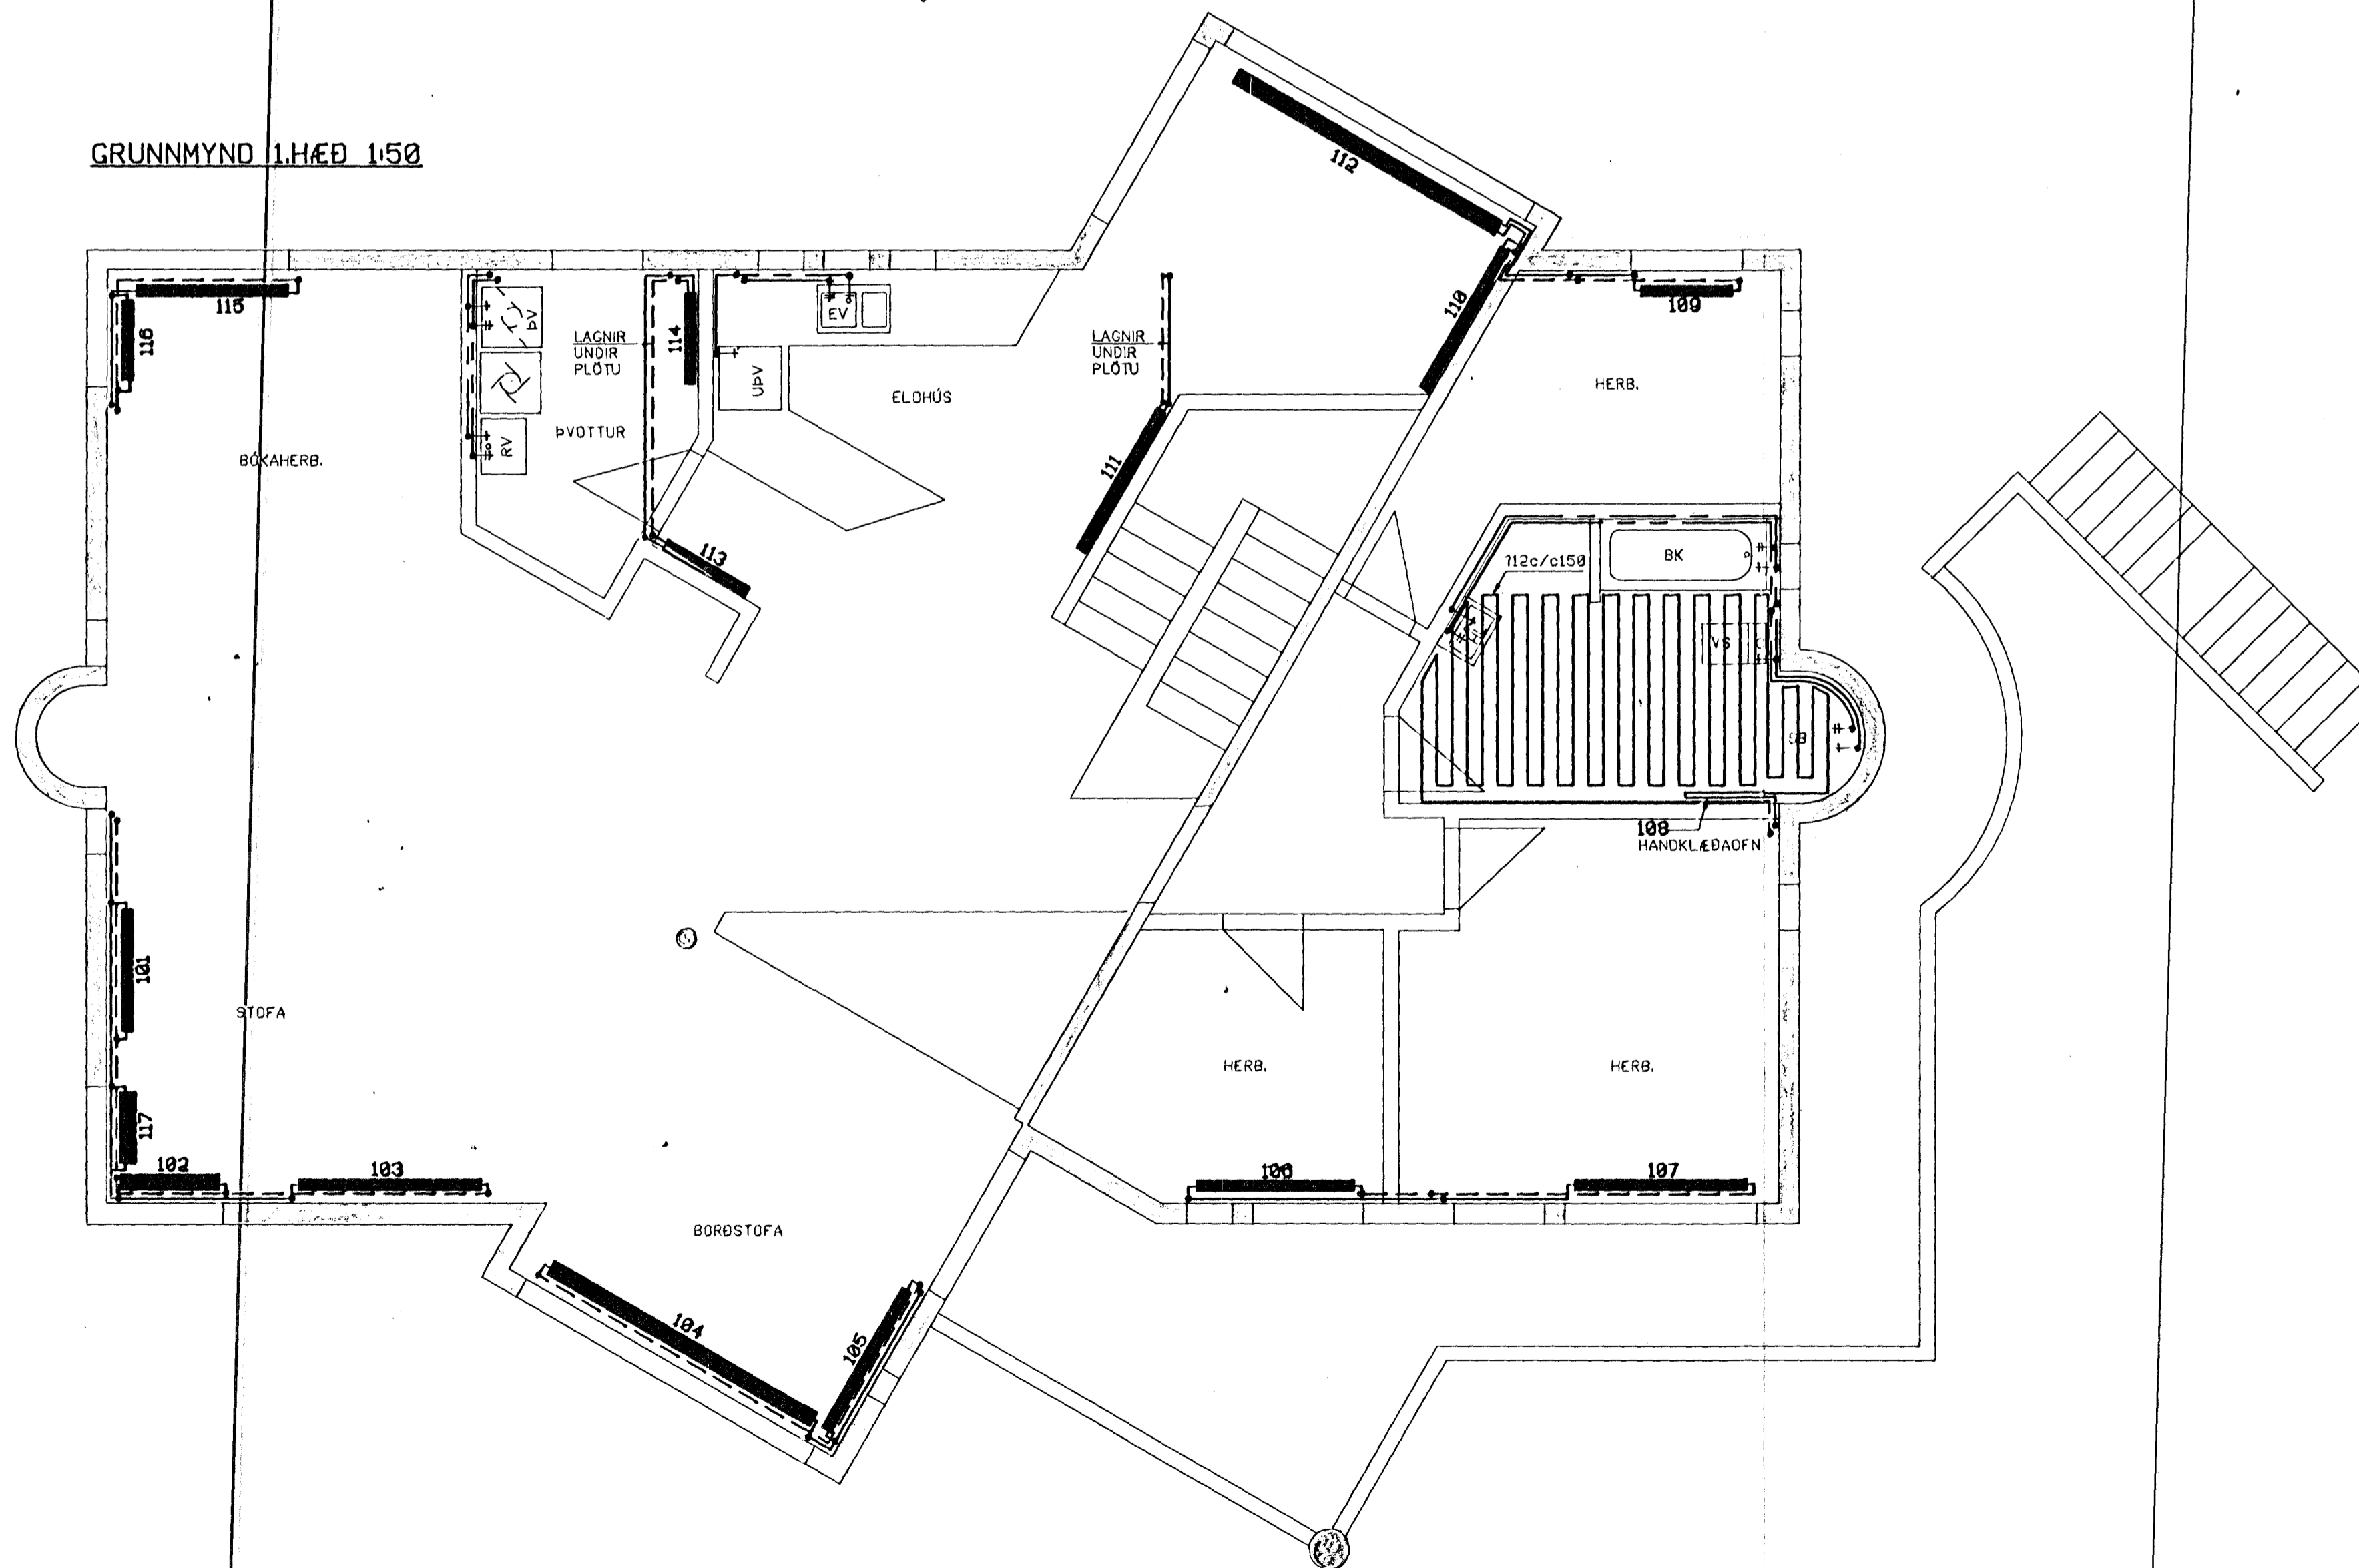 GRUNNMYND 1.HÆÐ 1:50
112
115
116
ÞV
LAGNIR
UNDIR
PLÖTU
114
EV
UÞV
ELDHÚS
LAGNIR
UNDIR
PLÖTU
110
109
HERB.
ÞVOTTUR
RV
BÓKAHERB.
111
113
?12c/c150
BK
VS
SB
108
HANDKLÆÐAOFN
101
STOFA
HERB.
HERB.
117
102
103
106
107
BORÐSTOFA
104
105